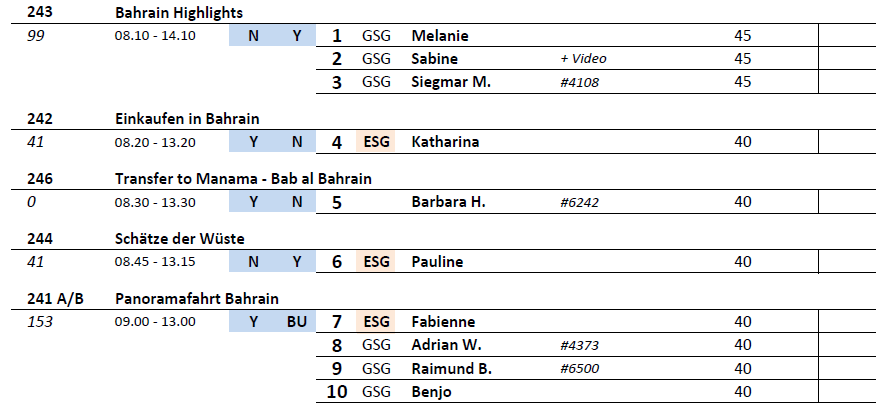 243 Bahrain Highlights
99 08.10 - 14.10 N Y 1 GSG Melanie 45
2 GSG Sabine + Video 45
3 GSG Siegmar M. #4108 45
242 Einkaufen in Bahrain
41 08.20 - 13.20 Y N 4 ESG Katharina 40
246 Transfer to Manama - Bab al Bahrain
0 08.30 - 13.30 Y N 5 Barbara H. #6242 40
244 Schätze der Wüste
41 08.45 - 13.15 N Y 6 ESG Pauline 40
241 A/B Panoramafahrt Bahrain
153 09.00 - 13.00 Y BU 7 ESG Fabienne 40
8 GSG Adrian W. #4373 40
9 GSG Raimund B. #6500 40
10 GSG Benjo 40